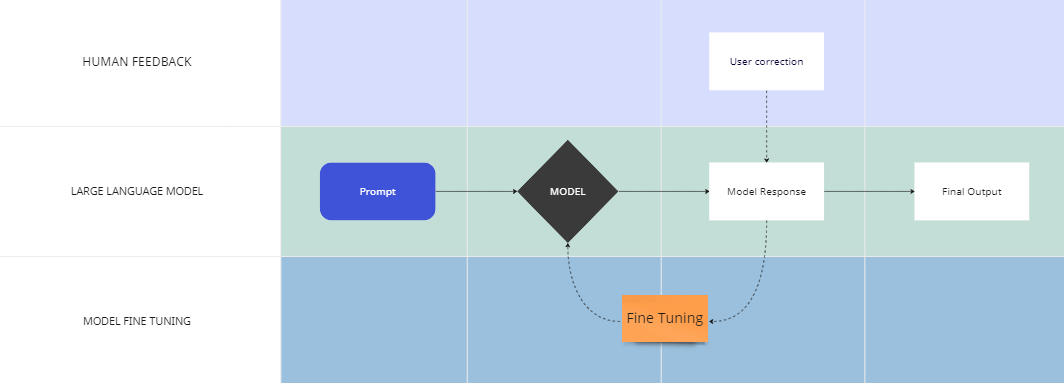 HUMAN FEEDBACK
User correction
LARGE LANGUAGE MODEL
Prompt
MODEL
Model Response
Final Output
MODEL FINE TUNING
Fine Tuning